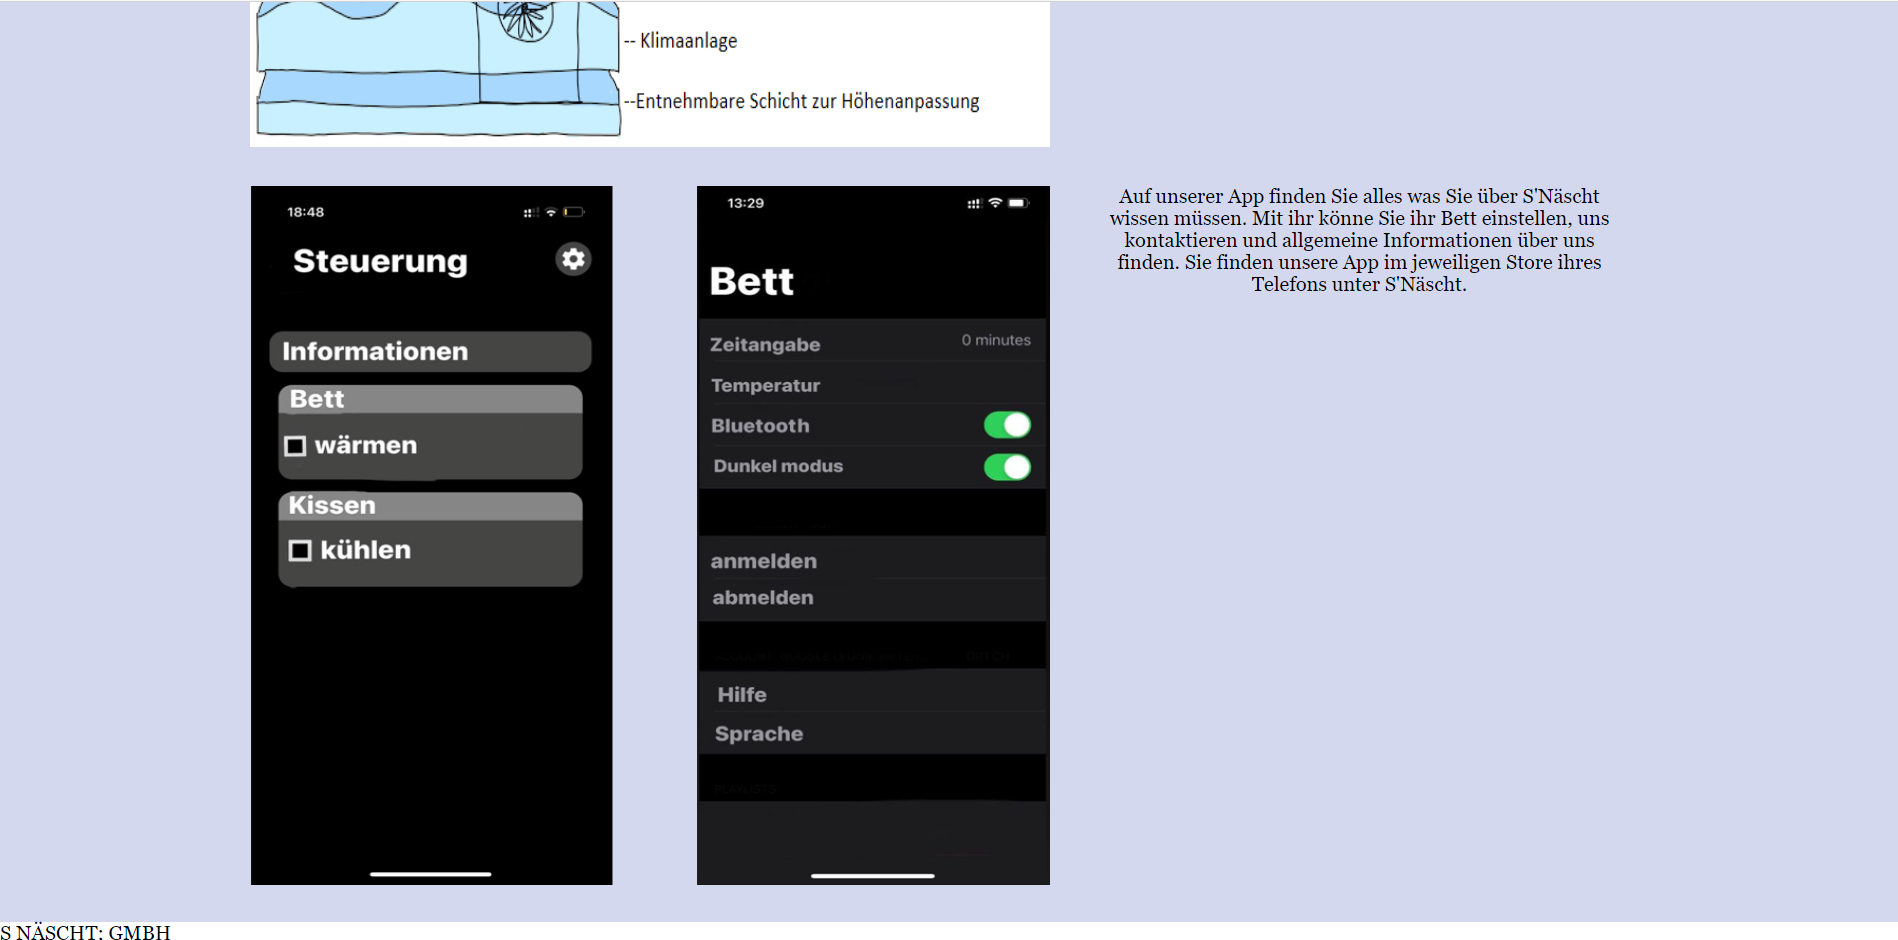 -- Klimaanlage
--Entnehmbare Schicht zur Höhenanpassung
18:48
Steuerung
Informationen
Bett
wärmen
Kissen
kühlen
13:29
Bett
Zeitangabe 0 minutes
Temperatur
Bluetooth
Dunkel modus
anmelden
abmelden
Hilfe
Sprache
PLAYLISTS
Auf unserer App finden Sie alles was Sie über S'Näscht
wissen müssen. Mit ihr könne Sie ihr Bett einstellen, uns
kontaktieren und allgemeine Informationen über uns
finden. Sie finden unsere App im jeweiligen Store ihres
Telefons unter S'Näscht.
S NÄSCHT: GMBH